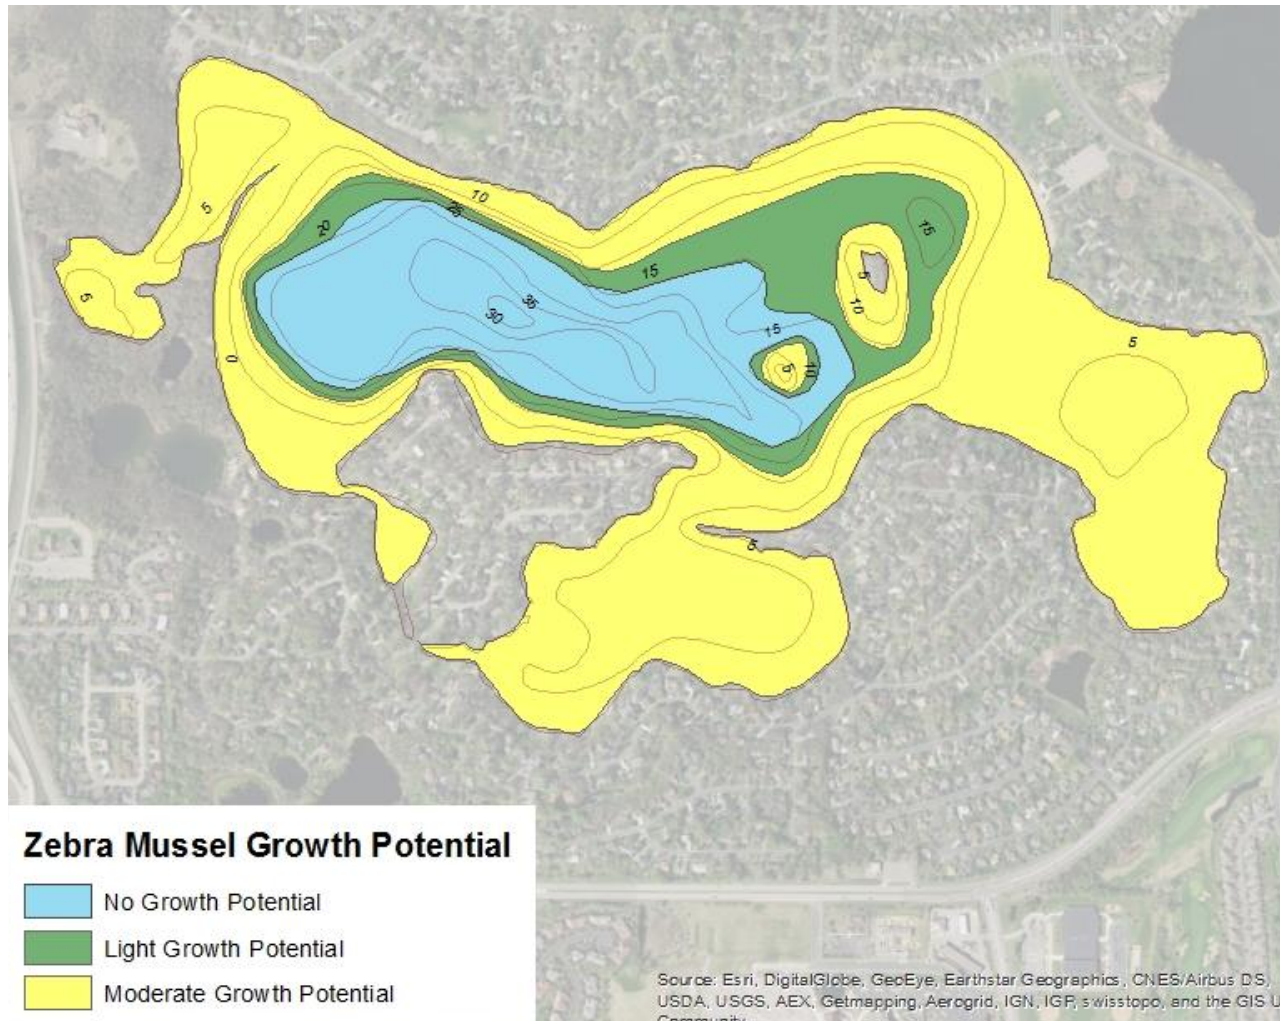 10
5
20
25
15
15
5
35
5
30
10
0
15
5
5
10
5
Zebra Mussel Growth Potential
No Growth Potential
Light Growth Potential
Moderate Growth Potential
Source: Esri, DigitalGlobe, GeoEye, Earthstar Geographics, CNES/Airbus DS,
USDA, USGS, AEX, Getmapping, Aerogrid, IGN, IGP, swisstopo, and the GIS U
Community